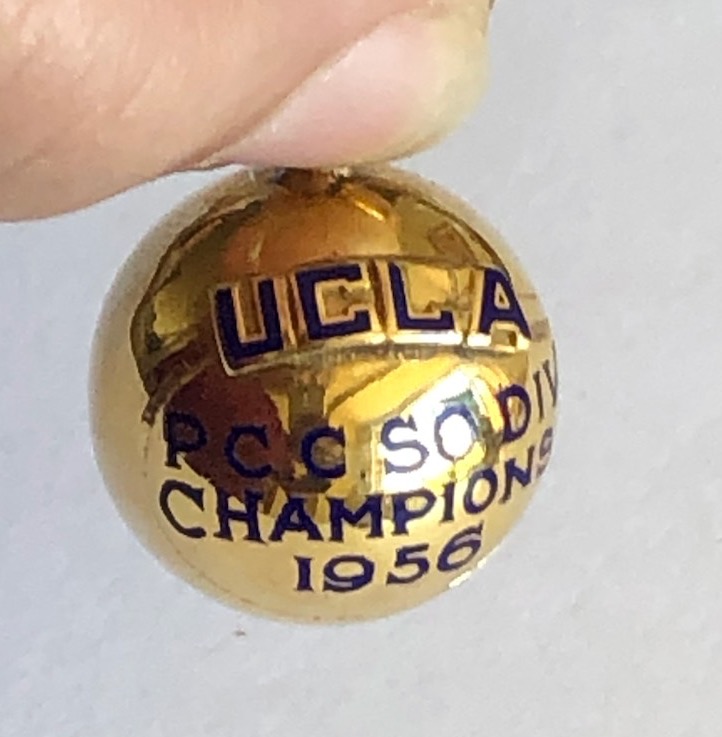 UCLA
PCC SO DIV
CHAMPIONS
1956